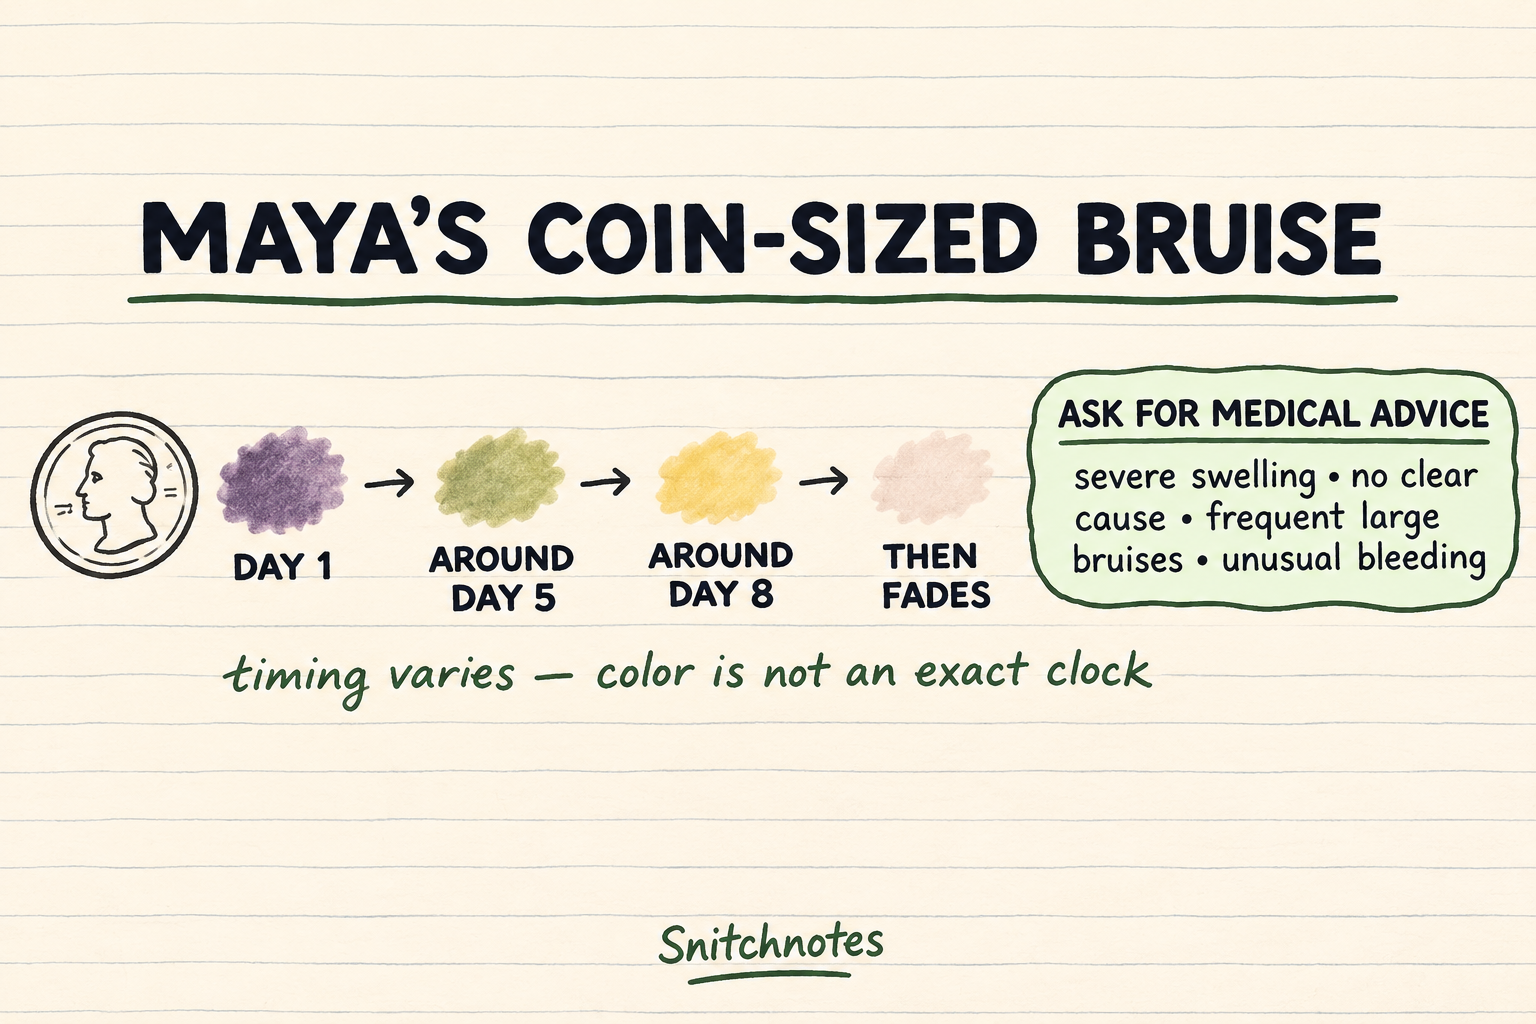 MAYA’S COIN-SIZED BRUISE
DAY 1
AROUND
DAY 5
AROUND
DAY 8
THEN
FADES
ASK FOR MEDICAL ADVICE
severe swelling • no clear
cause • frequent large
bruises • unusual bleeding
timing varies — color is not an exact clock
Snitchnotes